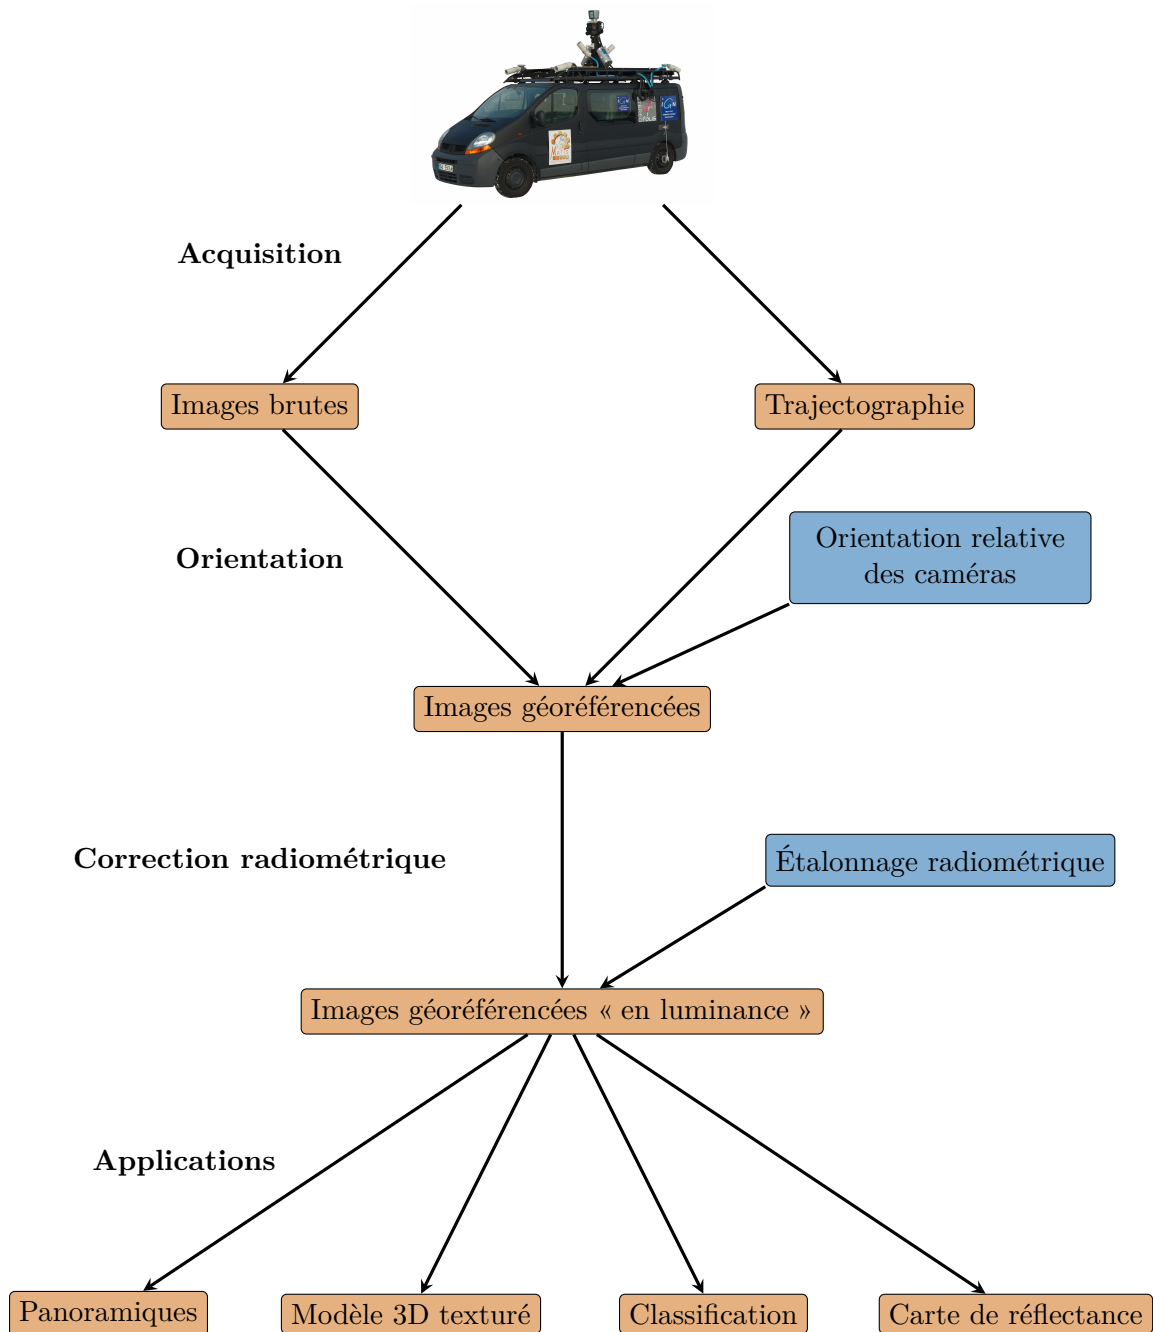 Acquisition
Images brutes
Trajectographie
Orientation
Orientation relative
des caméras
Images géoréférencées
Correction radiométrique
Étalonnage radiométrique
Images géoréférencées « en luminance »
Applications
Panoramiques
Modèle 3D texturé
Classification
Carte de réflectance